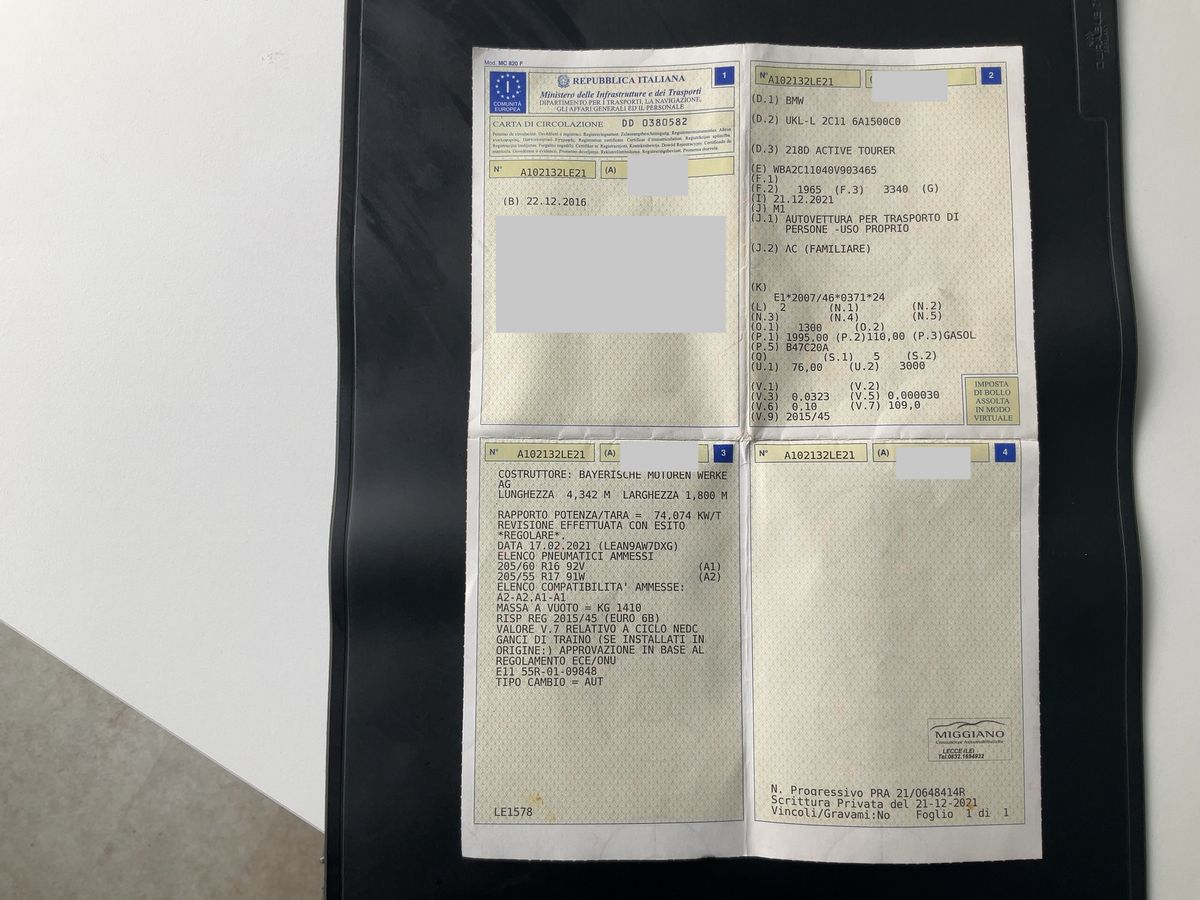 Mod. MC 820 F
I
COMUNITÀ
EUROPEA
REPUBBLICA ITALIANA
1
Ministero delle Infrastrutture e dei Trasporti
DIPARTIMENTO PER I TRASPORTI, LA NAVIGAZIONE,
GLI AFFARI GENERALI ED IL PERSONALE
CARTA DI CIRCOLAZIONE DD 0380582
N° A102132LE21 (A)
(B) 22.12.2016
N° A102132LE21
2
(D.1) BMW
(D.2) UKL-L 2C11 6A1500C0
(D.3) 218D ACTIVE TOURER
(E) WBA2C11040V903465
(F.1)
(F.2) 1965 (F.3) 3340 (G)
(I) 21.12.2021
(J) M1
(J.1) AUTOVETTURA PER TRASPORTO DI
PERSONE -USO PROPRIO
(J.2) AC (FAMILIARE)
(K)
E1*2007/46*0371*24
(L) 2 (N.1) (N.2)
(N.3) (N.4) (N.5)
(O.1) 1300 (O.2)
(P.1) 1995,00 (P.2)110,00 (P.3)GASOL
(P.5) B47C20A
(Q) (S.1) 5 (S.2)
(U.1) 76,00 (U.2) 3000
(V.1) (V.2)
(V.3) 0.0323 (V.5) 0.000030
(V.6) 0.10 (V.7) 109,0
(V.9) 2015/45
IMPOSTA
DI BOLLO
ASSOLTA
IN MODO
VIRTUALE
N° A102132LE21 (A)
3
COSTRUTTORE: BAYERISCHE MOTOREN WERKE
AG
LUNGHEZZA 4,342 M LARGHEZZA 1,800 M
RAPPORTO POTENZA/TARA = 74,074 KW/T
REVISIONE EFFETTUATA CON ESITO
*REGOLARE*.
DATA 17.02.2021 (LEAN9AW7DXG)
ELENCO PNEUMATICI AMMESSI
205/60 R16 92V (A1)
205/55 R17 91W (A2)
ELENCO COMPATIBILITA' AMMESSE:
A2-A2.A1-A1
MASSA A VUOTO = KG 1410
RISP REG 2015/45 (EURO 6B)
VALORE V.7 RELATIVO A CICLO NEDC
GANCI DI TRAINO (SE INSTALLATI IN
ORIGINE:) APPROVAZIONE IN BASE AL
REGOLAMENTO ECE/ONU
E11 55R-01-09848
TIPO CAMBIO = AUT
LE1578
N° A102132LE21 (A)
4
MIGGIANO
Consulenze Automobilistiche
LECCE (LE)
Tel.0832.1694932
N. Progressivo PRA 21/0648414R
Scrittura Privata del 21-12-2021
Vincoli/Gravami:No Foglio 1 di 1